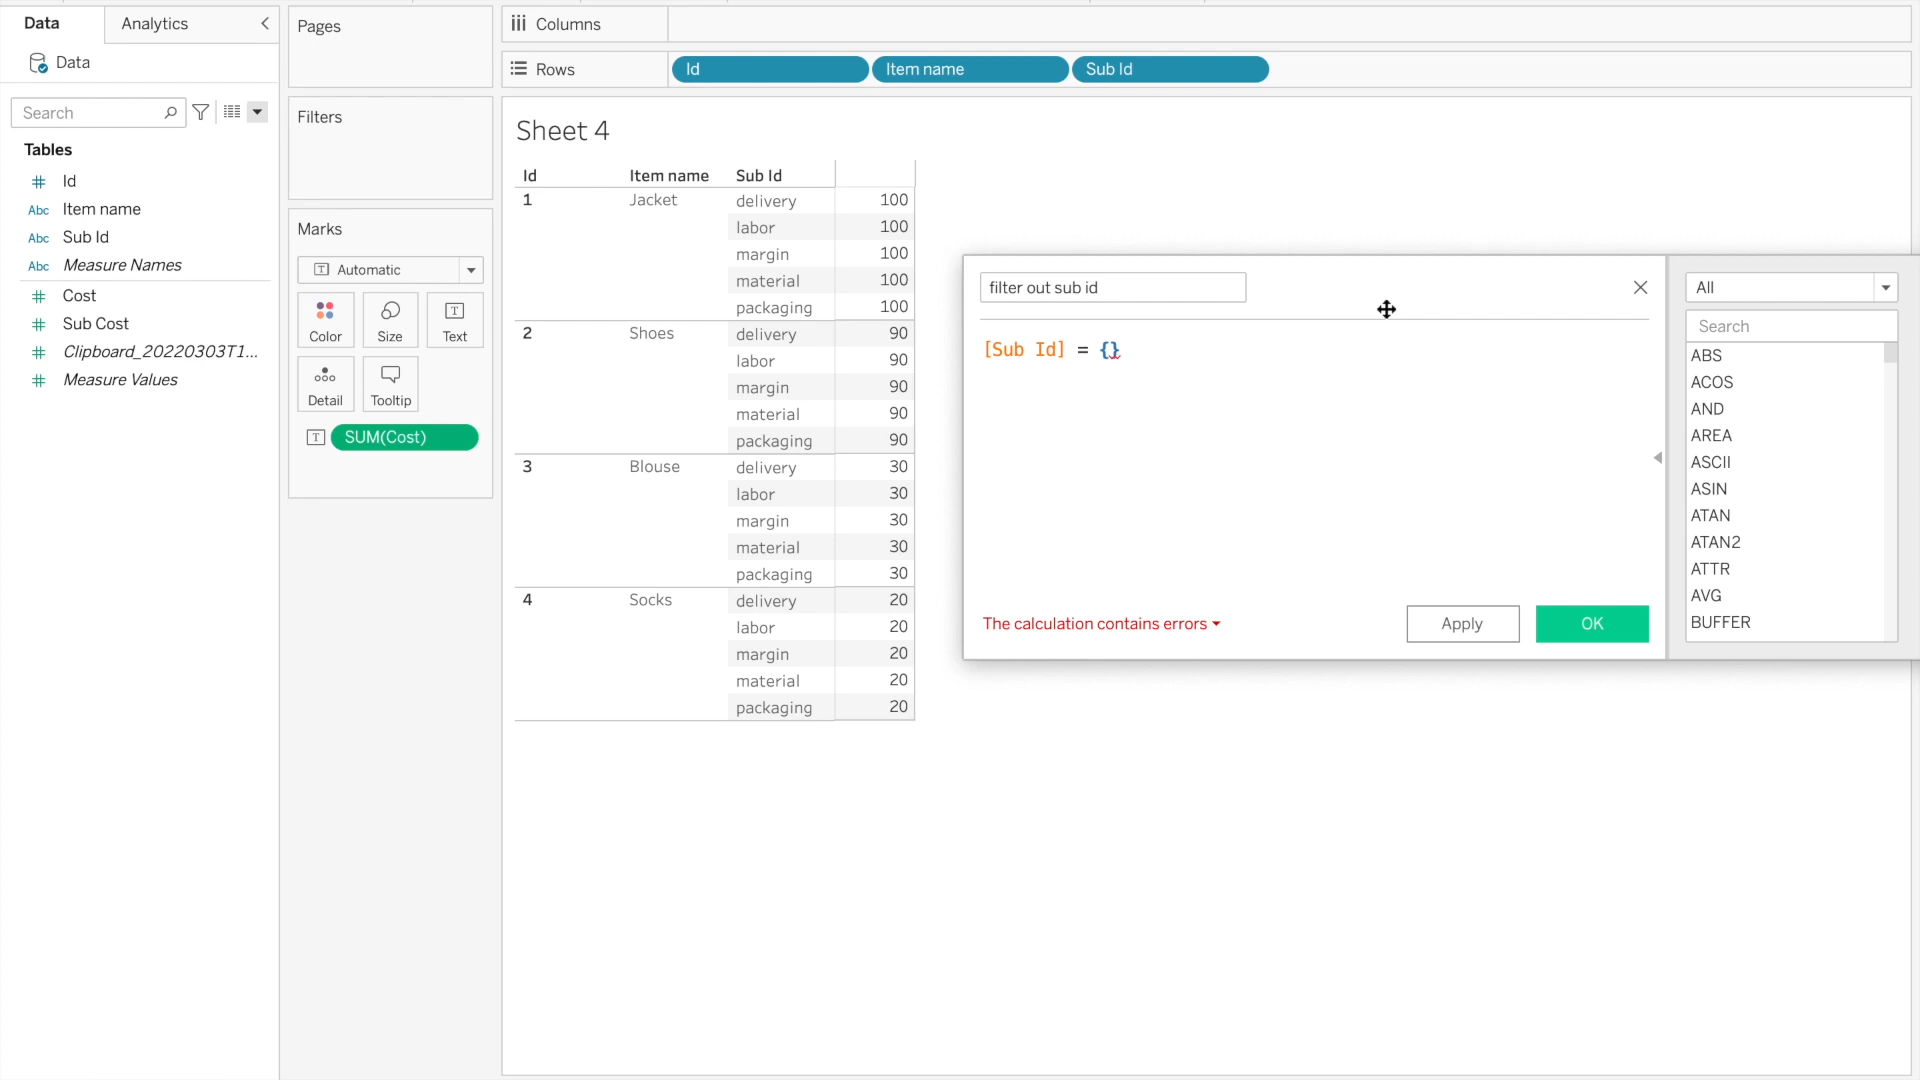 Data
Analytics
Data
Search
Tables
Id
Abc Item name
Abc Sub Id
Abc Measure Names
Cost
Sub Cost
Clipboard_20220303T1...
Measure Values
Pages
Filters
Marks
T Automatic
Color
Size
T Text
Detail
Tooltip
T SUM(Cost)
Columns
Rows
Id
Item name
Sub Id
Sheet 4
Id Item name Sub Id
1 Jacket delivery 100
labor 100
margin 100
material 100
packaging 100
2 Shoes delivery 90
labor 90
margin 90
material 90
packaging 90
3 Blouse delivery 30
labor 30
margin 30
material 30
packaging 30
4 Socks delivery 20
labor 20
margin 20
material 20
packaging 20
filter out sub id
[Sub Id] = {}
The calculation contains errors
Apply
OK
All
Search
ABS
ACOS
AND
AREA
ASCII
ASIN
ATAN
ATAN2
ATTR
AVG
BUFFER